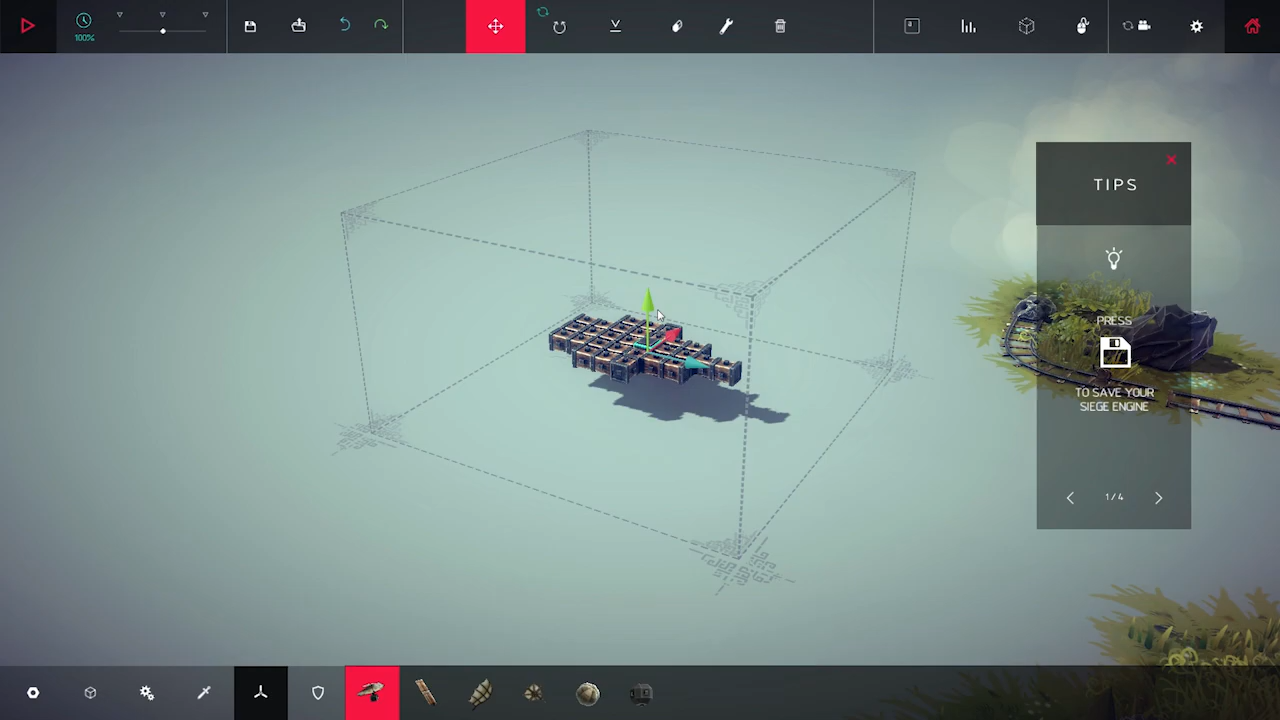 100%
TIPS
PRESS
TO SAVE YOUR
SIEGE ENGINE
1/4